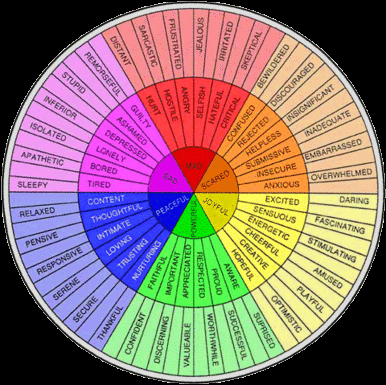 MAD
SCARED
JOYFUL
POWERFUL
PEACEFUL
SAD
HURT
HOSTILE
ANGRY
SELFISH
HATEFUL
CRITICAL
CONFUSED
REJECTED
HELPLESS
SUBMISSIVE
INSECURE
ANXIOUS
EXCITED
SENSUOUS
ENERGETIC
CHEERFUL
CREATIVE
HOPEFUL
AWARE
PROUD
RESPECTED
APPRECIATED
IMPORTANT
FAITHFUL
NURTURING
TRUSTING
LOVING
INTIMATE
THOUGHTFUL
CONTENT
TIRED
BORED
LONELY
DEPRESSED
ASHAMED
GUILTY
DISTANT
SARCASTIC
FRUSTRATED
JEALOUS
IRRITATED
SKEPTICAL
BEWILDERED
DISCOURAGED
INSIGNIFICANT
INADEQUATE
EMBARRASSED
OVERWHELMED
DARING
FASCINATING
STIMULATING
AMUSED
PLAYFUL
OPTIMISTIC
SUPRISED
SUCCESSFUL
WORTHWHILE
VALUEABLE
DISCERNING
CONFIDENT
THANKFUL
SECURE
SERENE
RESPONSIVE
PENSIVE
RELAXED
SLEEPY
APATHETIC
ISOLATED
INFERIOR
STUPID
REMORSEFUL